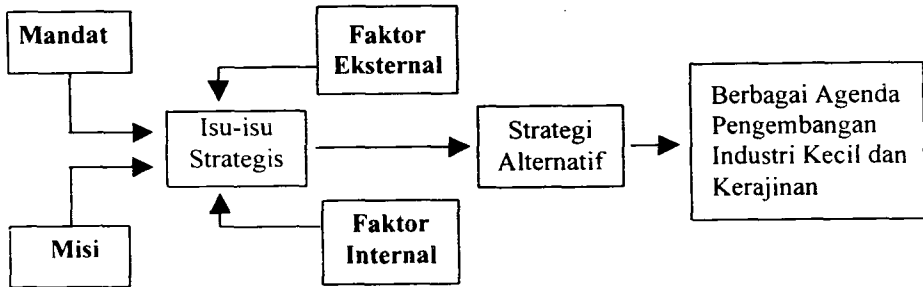 Mandat
Faktor
Eksternal
Isu-isu
Strategis
Strategi
Alternatif
Berbagai Agenda
Pengembangan
Industri Kecil dan
Kerajinan
Misi
Faktor
Internal